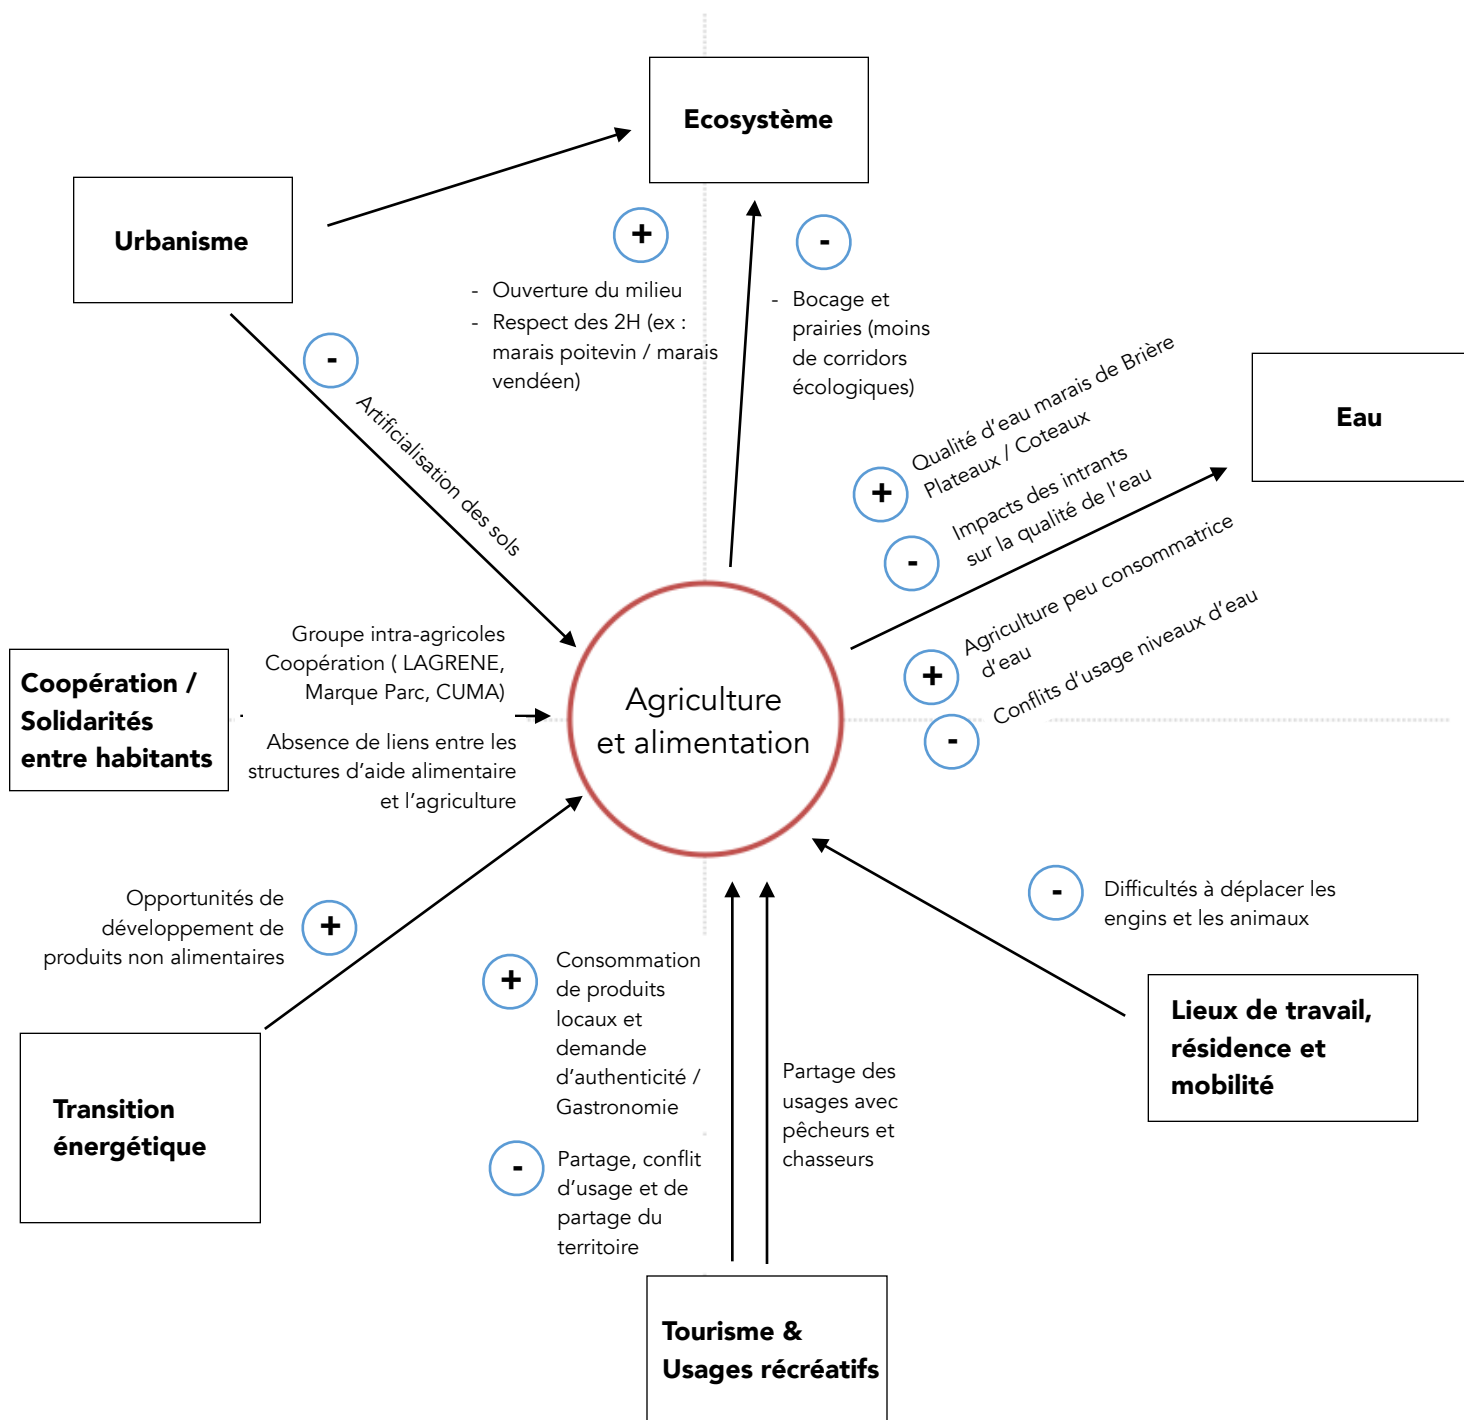 Ecosystème
Urbanisme
+
-
- Ouverture du milieu
- Respect des 2H (ex :
marais poitevin / marais
vendéen)
- Bocage et
prairies (moins
de corridors
écologiques)
-
Artificialisation des sols
Eau
+
Qualité d’eau marais de Brière
Plateaux / Coteaux
-
Impacts des intrants
sur la qualité de l’eau
+
Agriculture peu consommatrice
d’eau
-
Conflits d’usage niveaux d’eau
Groupe intra-agricoles
Coopération ( LAGRENE,
Marque Parc, CUMA)
Coopération /
Solidarités
entre habitants
Absence de liens entre les
structures d’aide alimentaire
et l’agriculture
Agriculture
et alimentation
Opportunités de
développement de
produits non alimentaires
+
-
Difficultés à déplacer les
engins et les animaux
+
Consommation
de produits
locaux et
demande
d’authenticité /
Gastronomie
-
Partage, conflit
d’usage et de
partage du
territoire
Partage des
usages avec
pêcheurs et
chasseurs
Lieux de travail,
résidence et
mobilité
Transition
énergétique
Tourisme &
Usages récréatifs